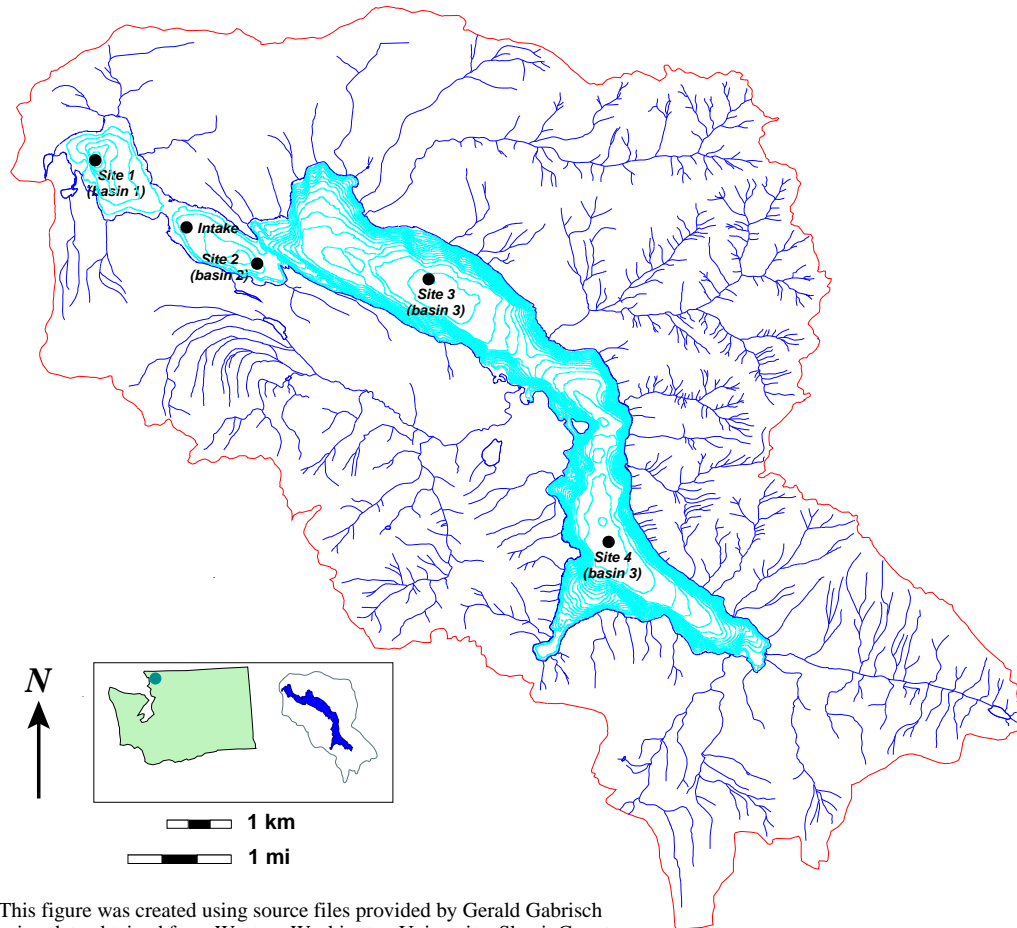 Site 1
(basin 1)
Intake
Site 2
(basin 2)
Site 3
(basin 3)
Site 4
(basin 3)
N
1 km
1 mi
This figure was created using source files provided by Gerald Gabrisch